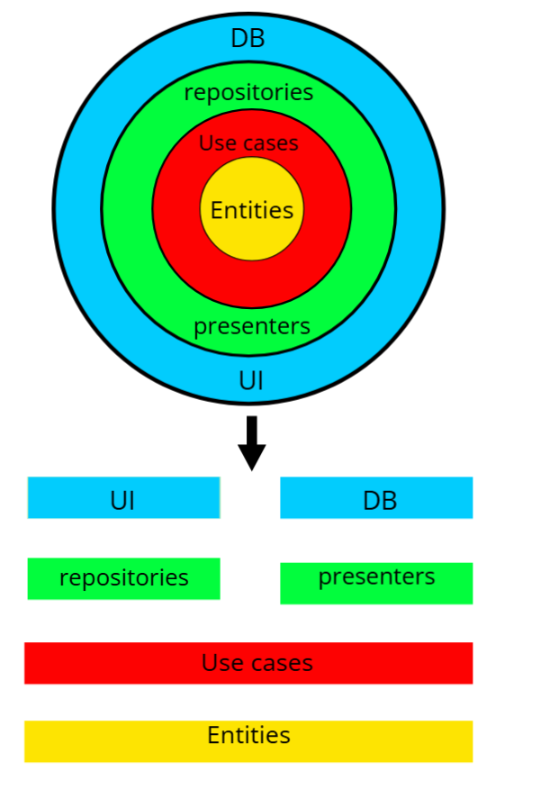 DB
repositories
Use cases
Entities
presenters
UI
UI
DB
repositories
presenters
Use cases
Entities